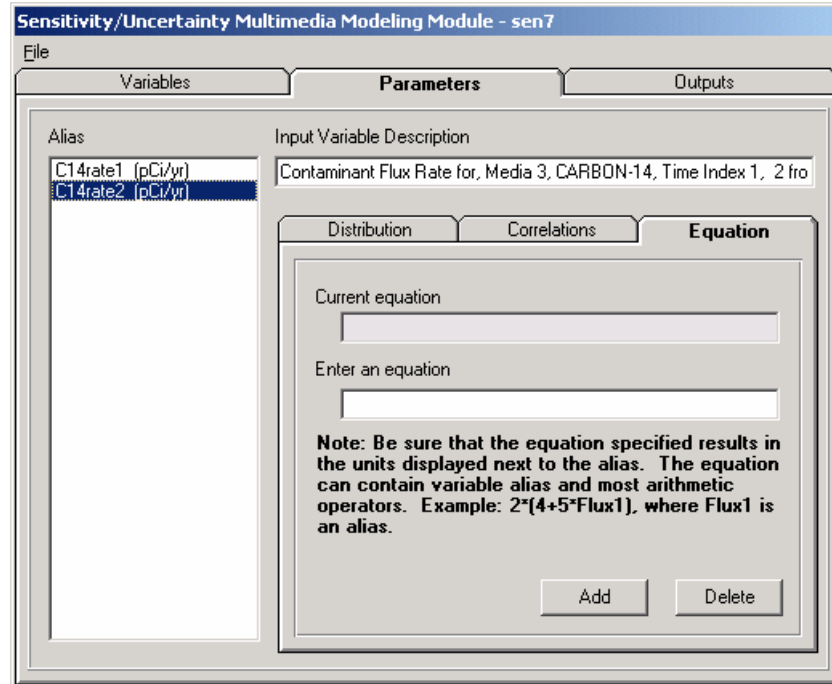 Sensitivity/Uncertainty Multimedia Modeling Module - sen7
File
Variables
Parameters
Outputs
Alias
C14rate1 (pCi/yr)
C14rate2 (pCi/yr)
Input Variable Description
Contaminant Flux Rate for, Media 3, CARBON-14, Time Index 1, 2 fro
Distribution
Correlations
Equation
Current equation
Enter an equation
Note: Be sure that the equation specified results in
the units displayed next to the alias. The equation
can contain variable alias and most arithmetic
operators. Example: 2*(4+5*Flux1), where Flux1 is
an alias.
Add
Delete